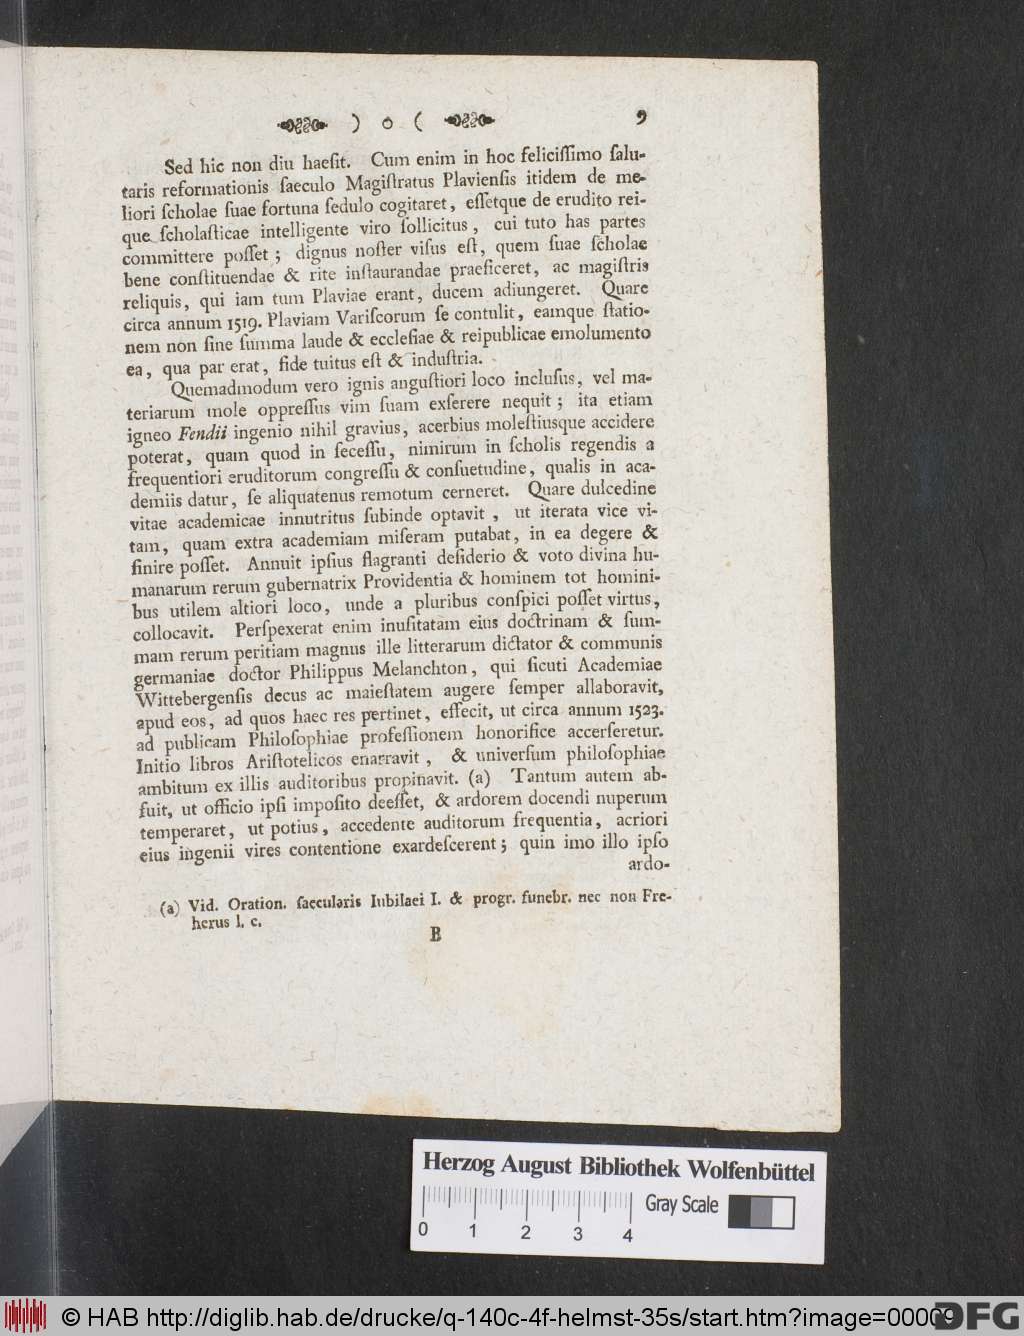 ) o ( 9
Sed hic non diu haeſit. Cum enim in hoc feliciſſimo ſalu-
taris reformationis ſaeculo Magiſtratus Plavienſis itidem de me-
liori ſcholae ſuae fortuna ſedulo cogitaret, eſſetque de erudito rei-
que ſcholaſticae intelligente viro ſollicitus, cui tuto has partes
committere poſſet; dignus noſter viſus eſt, quem ſuae ſcholae
bene conſtituendae & rite inſtaurandae praeficeret, ac magiſtris
reliquis, qui iam tum Plaviae erant, ducem adiungeret. Quare
circa annum 1519. Plaviam Variſcorum ſe contulit, eamque ſtatio-
nem non ſine ſumma laude & eccleſiae & reipublicae emolumento
ea, qua par erat, fide tuitus eſt & induſtria.
Quemadmodum vero ignis anguſtiori loco incluſus, vel ma-
teriarum mole oppreſſus vim ſuam exſerere nequit; ita etiam
igneo Fendii ingenio nihil gravius, acerbius moleſtiusque accidere
poterat, quam quod in ſeceſſu, nimirum in ſcholis regendis a
frequentiori eruditorum congreſſu & conſuetudine, qualis in aca-
demiis datur, ſe aliquatenus remotum cerneret. Quare dulcedine
vitae academicae innutritus ſubinde optavit, ut iterata vice vi-
tam, quam extra academiam miſeram putabat, in ea degere &
finire poſſet. Annuit ipſius flagranti deſiderio & voto divina hu-
manarum rerum gubernatrix Providentia & hominem tot homini-
bus utilem altiori loco, unde a pluribus conſpici poſſet virtus,
collocavit. Perſpexerat enim inuſitatam eius doctrinam & ſum-
mam rerum peritiam magnus ille litterarum dictator & communis
germaniae doctor Philippus Melanchton, qui ſicuti Academiae
Wittebergenſis decus ac maieſtatem augere ſemper allaboravit,
apud eos, ad quos haec res pertinet, effecit, ut circa annum 1523.
ad publicam Philoſophiae profeſſionem honorifice accerſeretur.
Initio libros Ariſtotelicos enarravit, & univerſum philoſophiae
ambitum ex illis auditoribus propinavit. (a) Tantum autem ab-
fuit, ut officio ipſi impoſito deeſſet, & ardorem docendi nuperum
temperaret, ut potius, accedente auditorum frequentia, acriori
eius ingenii vires contentione exardeſcerent; quin imo illo ipſo
ardo-
(a) Vid. Oration. ſaecularis Iubilaei I. & progr. funebr. nec non Fre-
herus l. c.
B
Herzog August Bibliothek Wolfenbüttel
Gray Scale
0 1 2 3 4
© HAB http://diglib.hab.de/drucke/q-140c-4f-helmst-35s/start.htm?image=00009
DFG